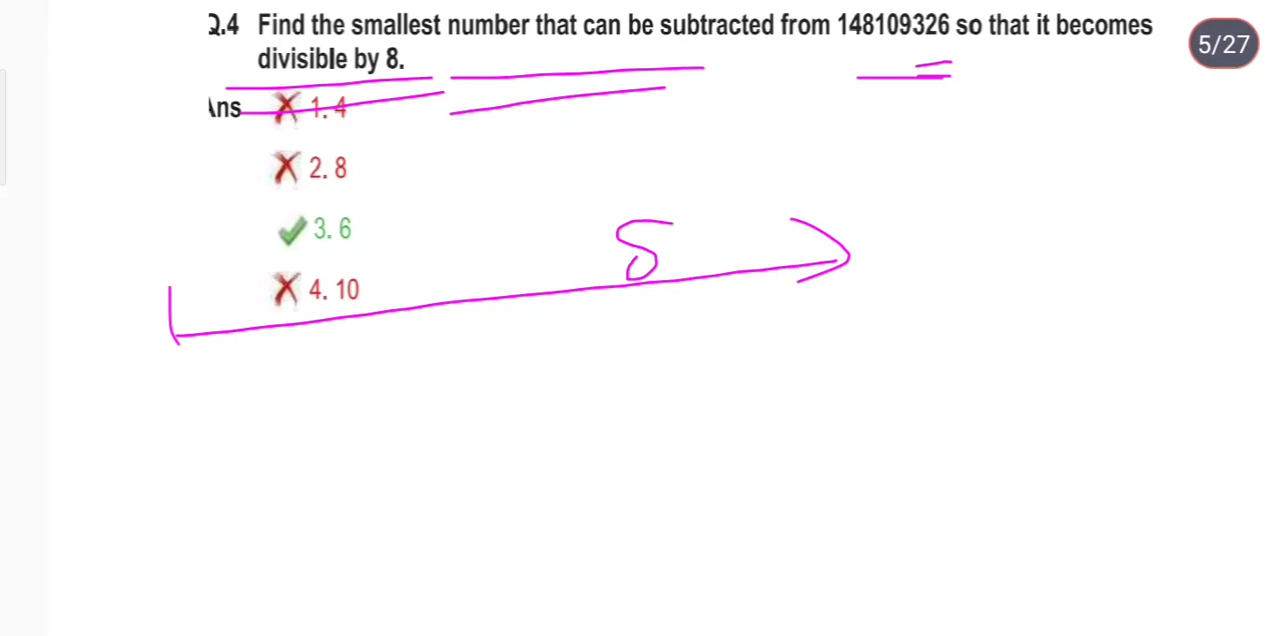 Q.4 Find the smallest number that can be subtracted from 148109326 so that it becomes
5/27
divisible by 8.
Ans 1. 4
2. 8
3. 6
4. 10
8